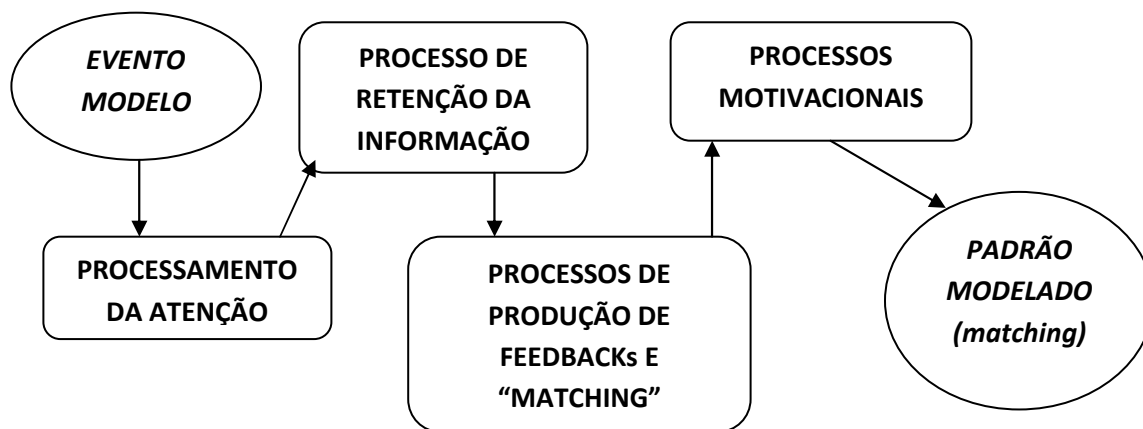 EVENTO
MODELO
PROCESSAMENTO
DA ATENÇÃO
PROCESSO DE
RETENÇÃO DA
INFORMAÇÃO
PROCESSOS DE
PRODUÇÃO DE
FEEDBACKs E
“MATCHING”
PROCESSOS
MOTIVACIONAIS
PADRÃO
MODELADO
(matching)